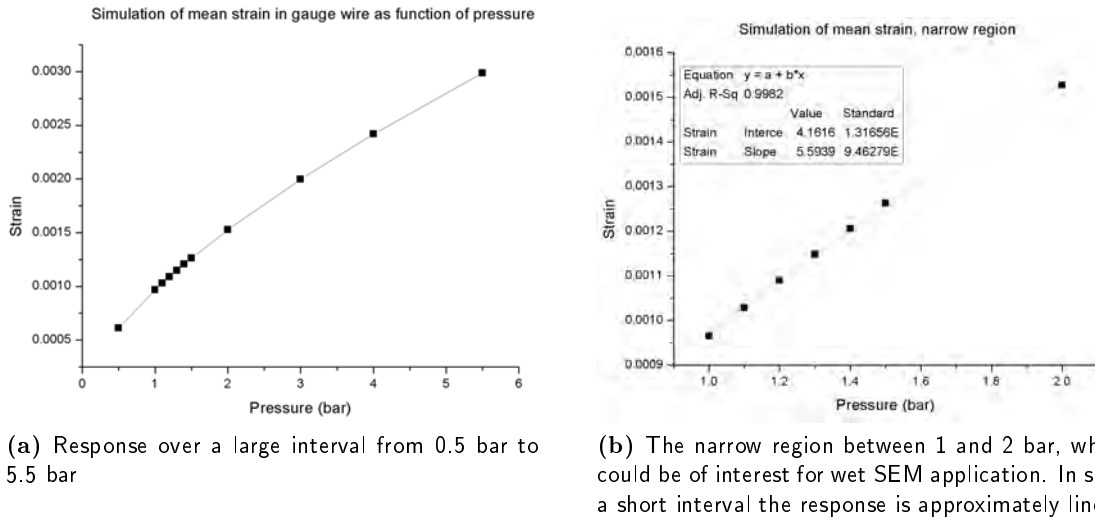 Simulation of mean strain in gauge wire as function of pressure
0.0030
0.0025
0.0020
0.0015
0.0010
0.0005
Strain
0 1 2 3 4 5 6
Pressure (bar)
(a) Response over a large interval from 0.5 bar to
5.5 bar
Simulation of mean strain, narrow region
0.0016
0.0015
0.0014
0.0013
0.0012
0.0011
0.0010
0.0009
Strain
Equation y = a + b*x
Adj. R-Sq 0.9982
Value Standard
Strain Interce 4.1616 1.31656E
Strain Slope 5.5939 9.46279E
1.0 1.2 1.4 1.6 1.8 2.0
Pressure (bar)
(b) The narrow region between 1 and 2 bar, wh
could be of interest for wet SEM application. In s
a short interval the response is approximately line